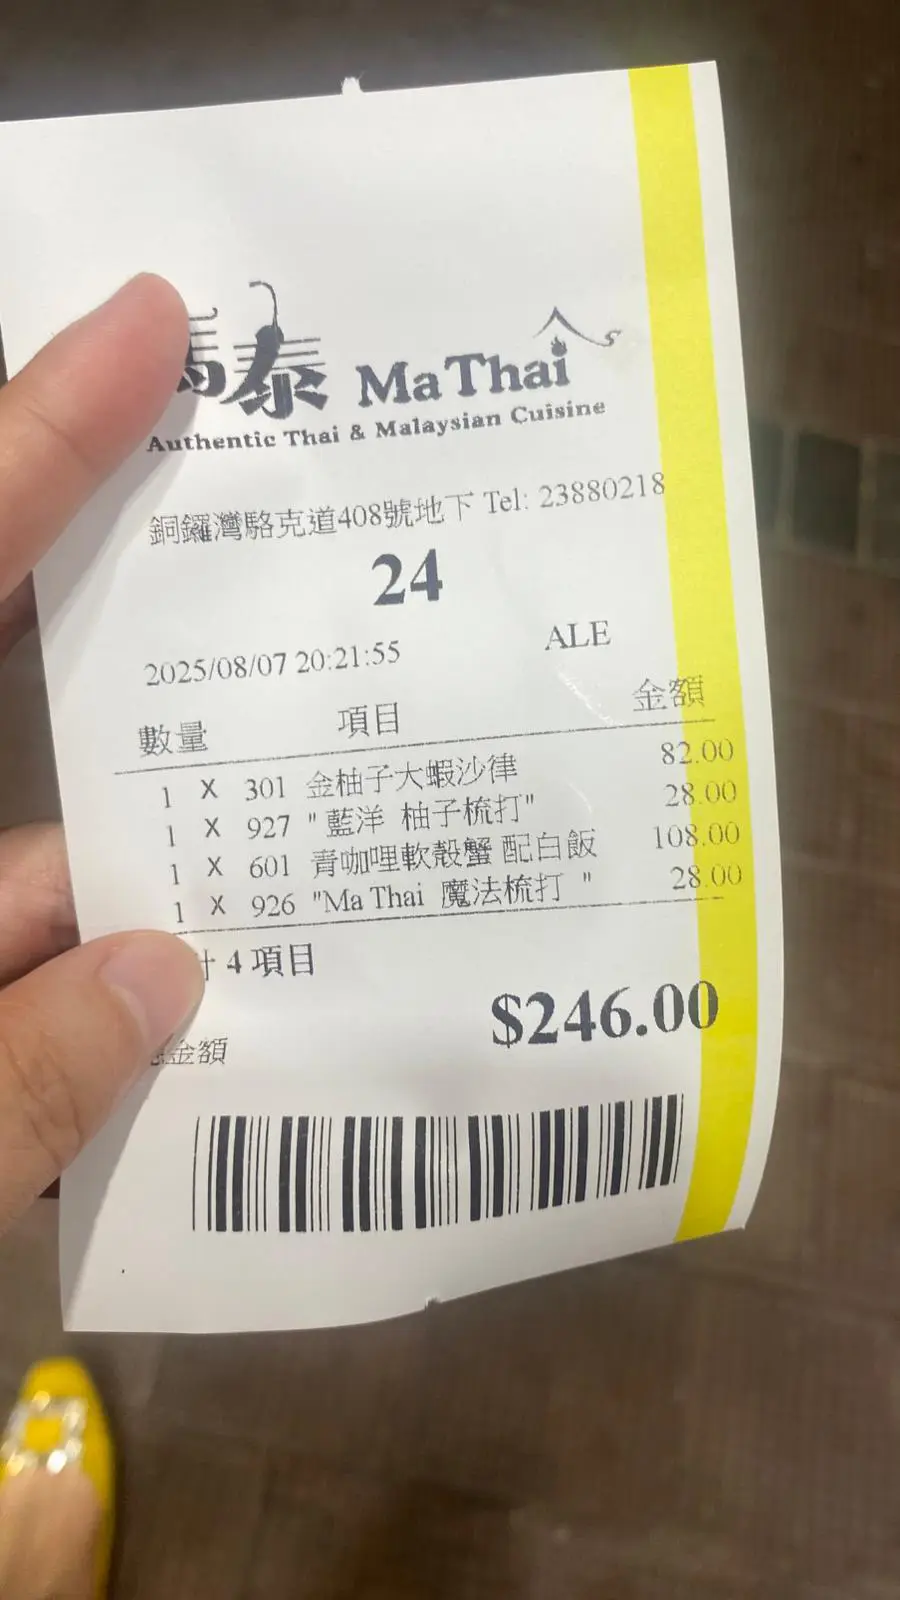 泰 Ma Thai
Authentic Thai & Malaysian Cuisine
銅鑼灣駱克道408號地下 Tel: 23880218
24
2025/08/07 20:21:55 ALE
數量 項目 金額
1 X 301 金柚子大蝦沙律 82.00
1 X 927 "藍洋 柚子梳打" 28.00
1 X 601 青咖哩軟殼蟹 配白飯 108.00
1 X 926 "Ma Thai 魔法梳打 " 28.00
4 項目
金額 $246.00